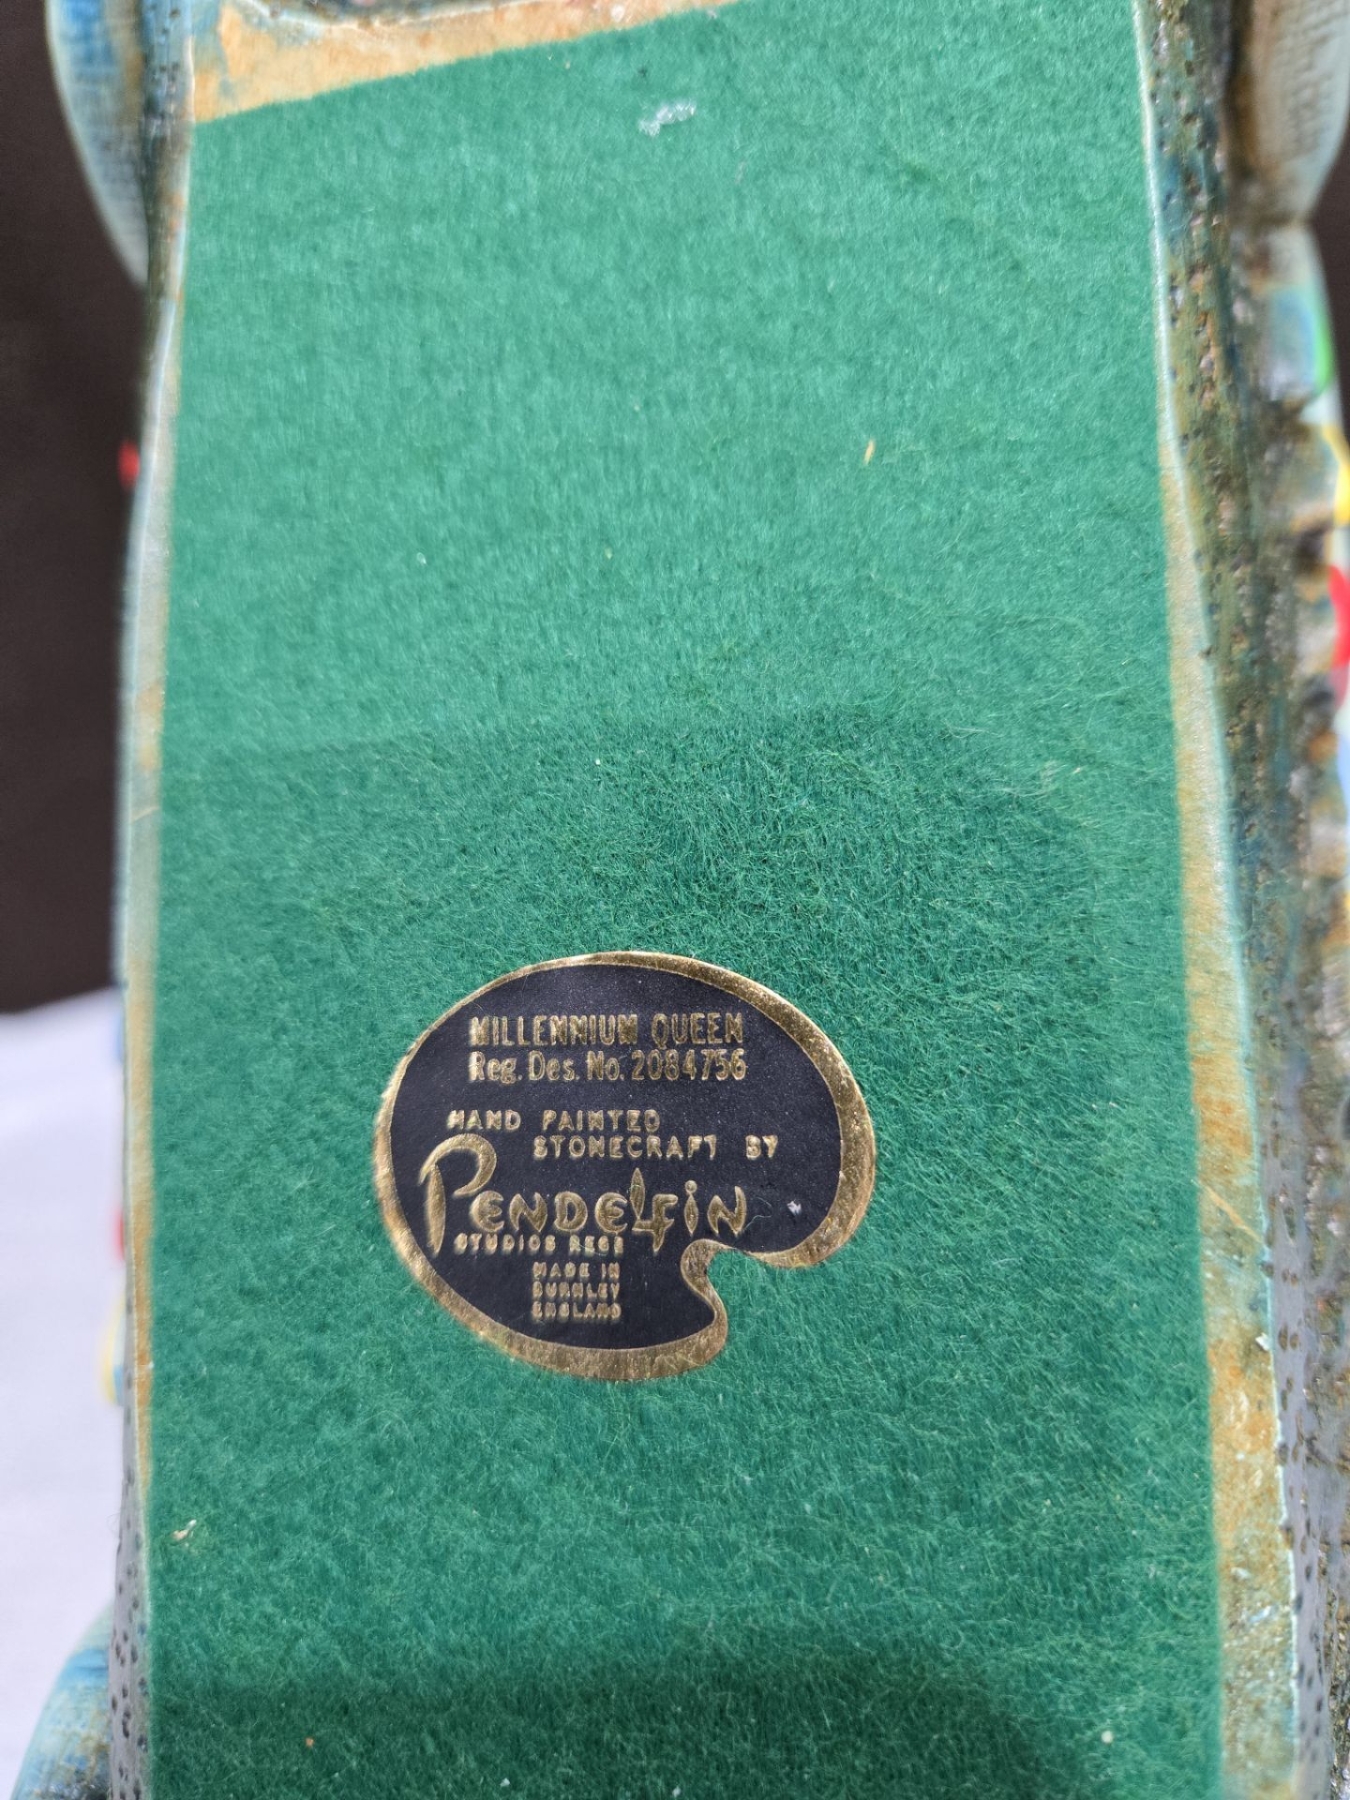 MILLENNIUM QUEEN
Reg. Des. No. 2084756
HAND PAINTED
STONECRAFT BY
PENDELFIN
STUDIOS REGD
MADE IN
BURNLEY
ENGLAND